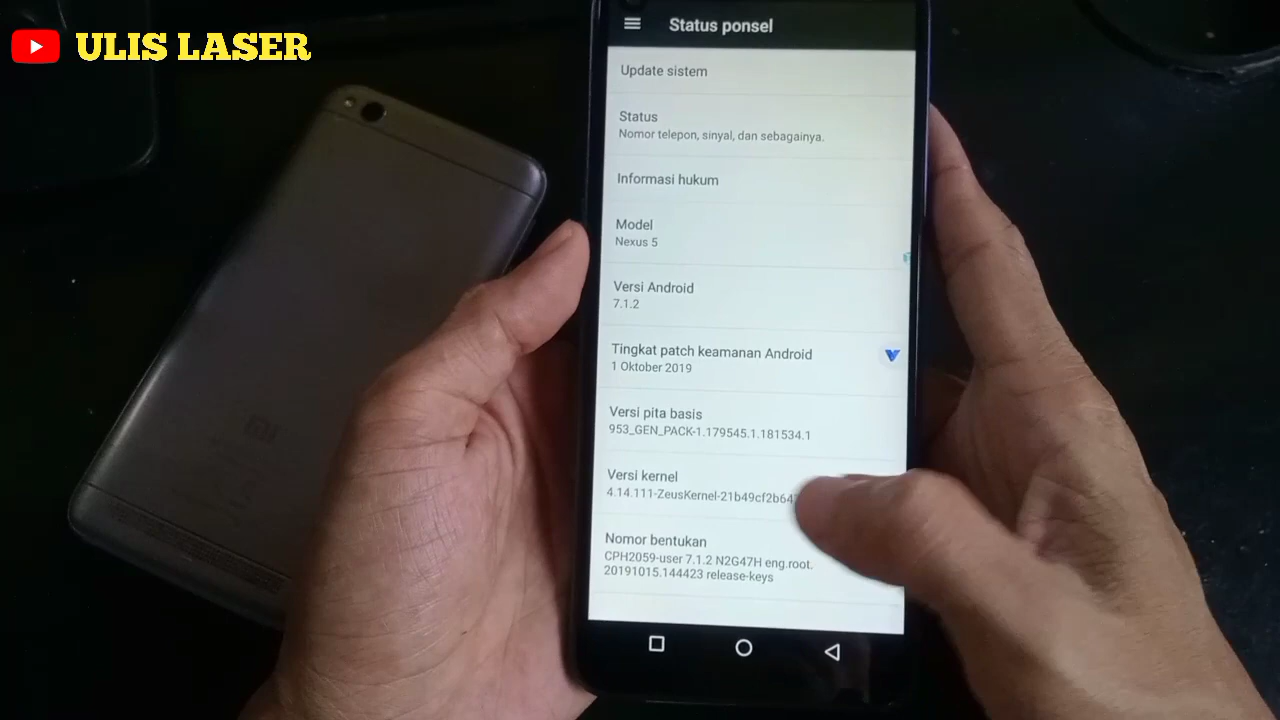 ULIS LASER
Status ponsel
Update sistem
Status
Nomor telepon, sinyal, dan sebagainya.
Informasi hukum
Model
Nexus 5
Versi Android
7.1.2
Tingkat patch keamanan Android
1 Oktober 2019
Versi pita basis
953_GEN_PACK-1.179545.1.181534.1
Versi kernel
4.14.111-ZeusKernel-21b49cf2b64
Nomor bentukan
CPH2059-user 7.1.2 N2G47H eng.root.
20191015.144423 release-keys
mi